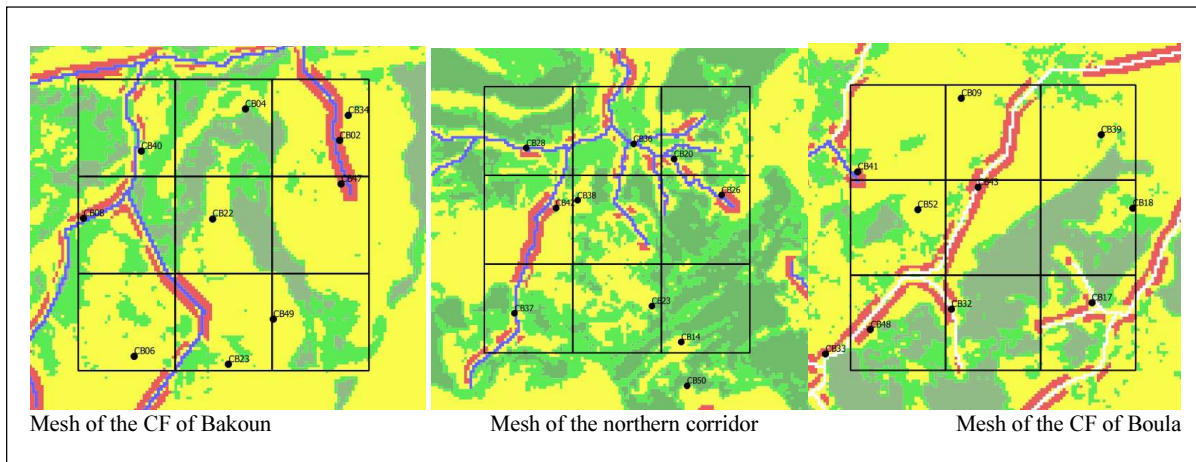 CB04
CB34
CB02
CB40
CB47
CB08
CB22
CB49
CB06
CB23
CB36
CB28
CB20
CB26
CB38
CB42
CB23
CB37
CB14
CB50
CB09
CB39
CB41
CB43
CB52
CB18
CB17
CB32
CB48
CB33
Mesh of the CF of Bakoun
Mesh of the northern corridor
Mesh of the CF of Boula